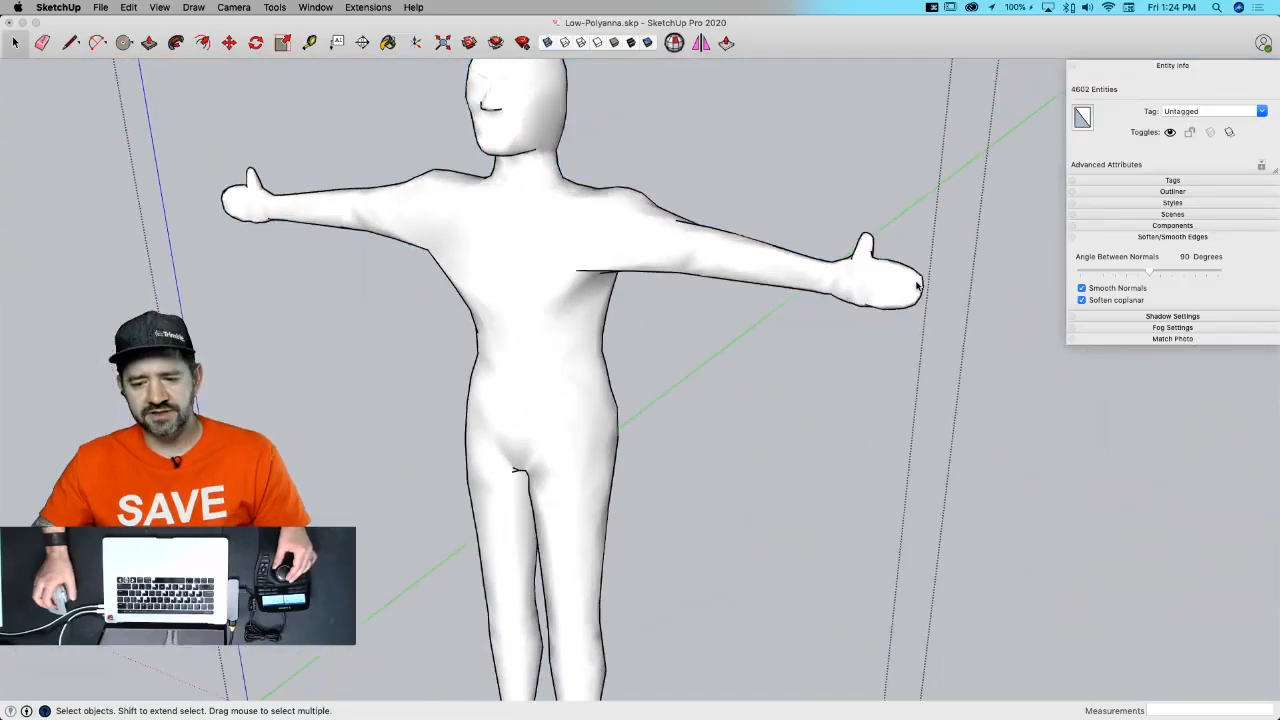 SketchUp File Edit View Draw Camera Tools Window Extensions Help
100% Fri 1:24 PM
Low-Polyanna.skp - SketchUp Pro 2020
Entity Info
4602 Entities
Tag: Untagged
Toggles:
Advanced Attributes
Tags
Outliner
Styles
Scenes
Components
Soften/Smooth Edges
Angle Between Normals 90 Degrees
Smooth Normals
Soften coplanar
Shadow Settings
Fog Settings
Match Photo
Trimble
SAVE
Select objects. Shift to extend select. Drag mouse to select multiple. Measurements